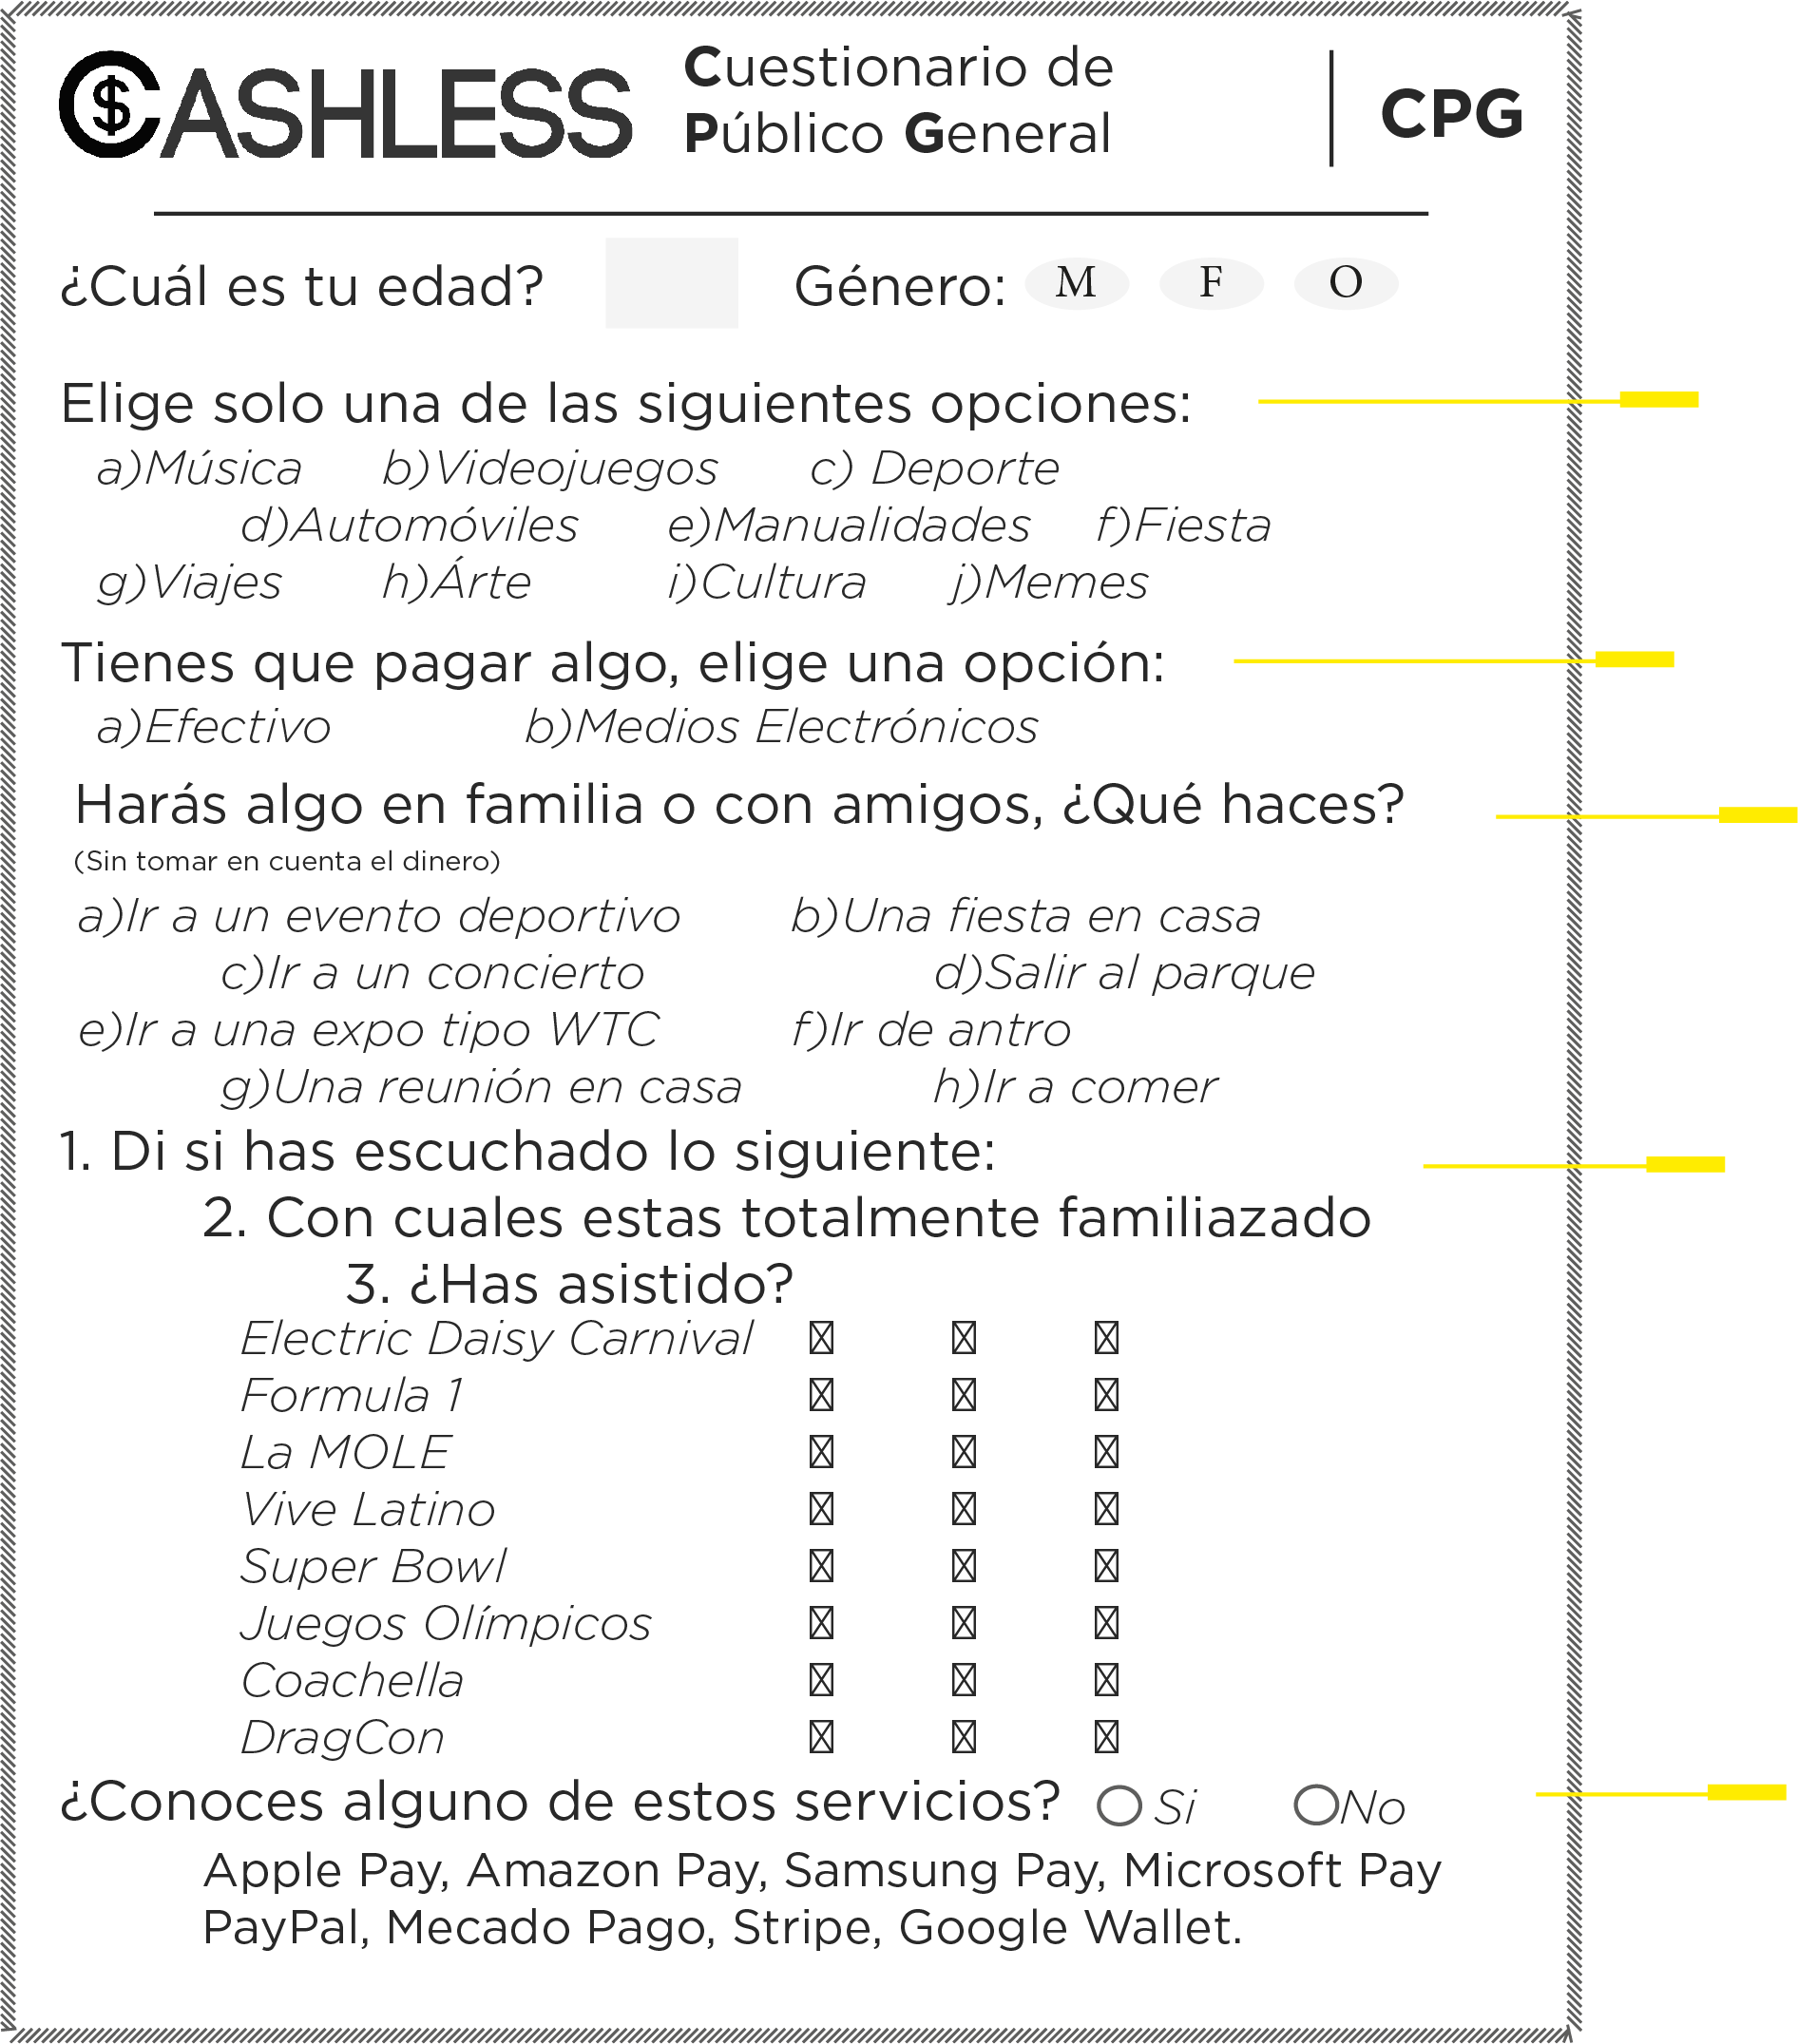 CASHLESS
Cuestionario de
Público General
CPG
¿Cuál es tu edad? Género: M F O
Elige solo una de las siguientes opciones:
a)Música b)Videojuegos c) Deporte
d)Automóviles e)Manualidades f)Fiesta
g)Viajes h)Árte i)Cultura j)Memes
Tienes que pagar algo, elige una opción:
a)Efectivo b)Medios Electrónicos
Harás algo en familia o con amigos, ¿Qué haces?
(Sin tomar en cuenta el dinero)
a)Ir a un evento deportivo b)Una fiesta en casa
c)Ir a un concierto d)Salir al parque
e)Ir a una expo tipo WTC f)Ir de antro
g)Una reunión en casa h)Ir a comer
1. Di si has escuchado lo siguiente:
2. Con cuales estas totalmente familiazado
3. ¿Has asistido?
Electric Daisy Carnival
Formula 1
La MOLE
Vive Latino
Super Bowl
Juegos Olímpicos
Coachella
DragCon
¿Conoces alguno de estos servicios? Si No
Apple Pay, Amazon Pay, Samsung Pay, Microsoft Pay
PayPal, Mecado Pago, Stripe, Google Wallet.